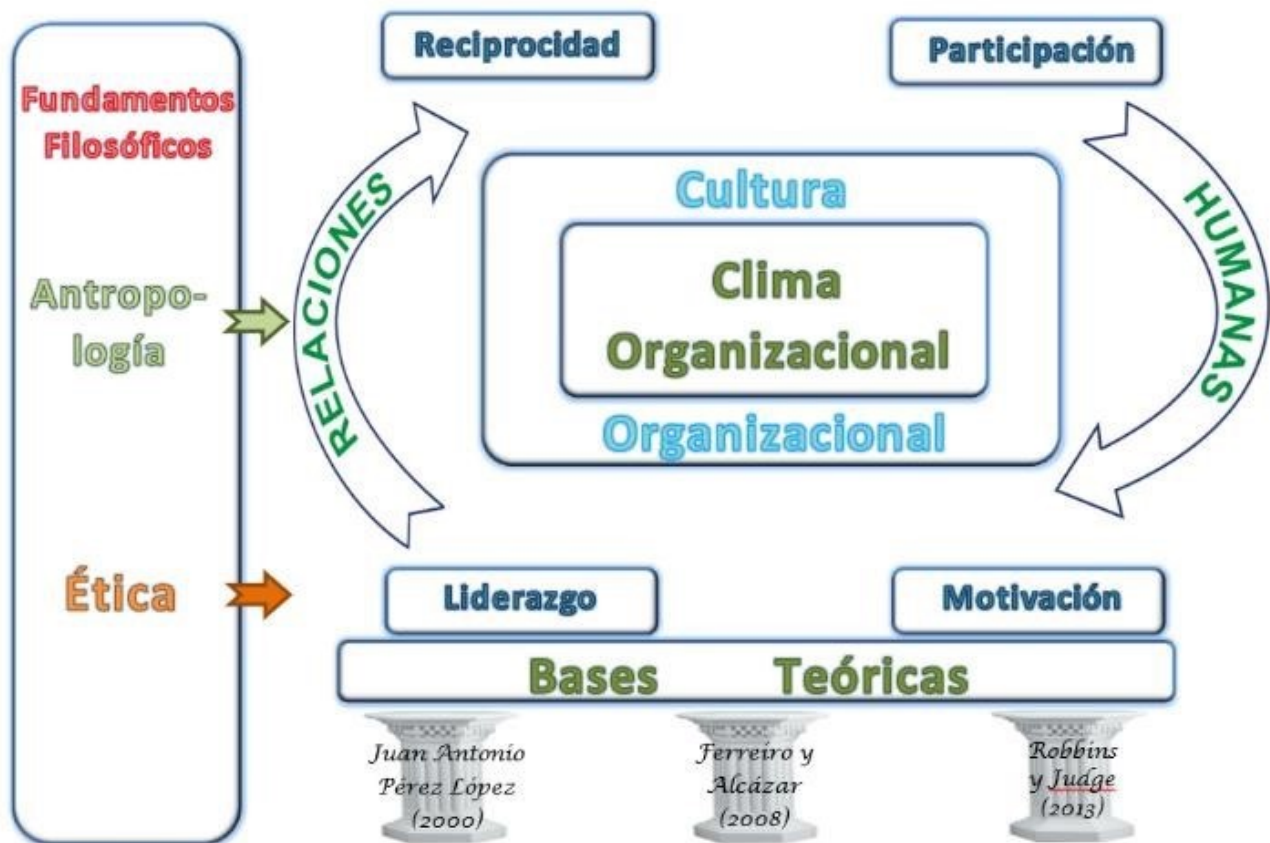 Fundamentos
Filosóficos
Antropo-
logía
Ética
Reciprocidad
Participación
RELACIONES
HUMANAS
Cultura
Clima
Organizacional
Organizacional
Liderazgo
Motivación
Bases Teóricas
Juan Antonio
Pérez López
(2000)
Ferreiro y
Alcázar
(2008)
Robbins
y Judge
(2013)